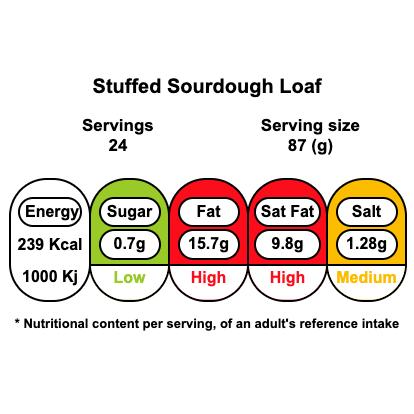 Stuffed Sourdough Loaf
Servings Serving size
24 87 (g)
Energy Sugar Fat Sat Fat Salt
239 Kcal 0.7g 15.7g 9.8g 1.28g
1000 Kj Low High High Medium
* Nutritional content per serving, of an adult's reference intake